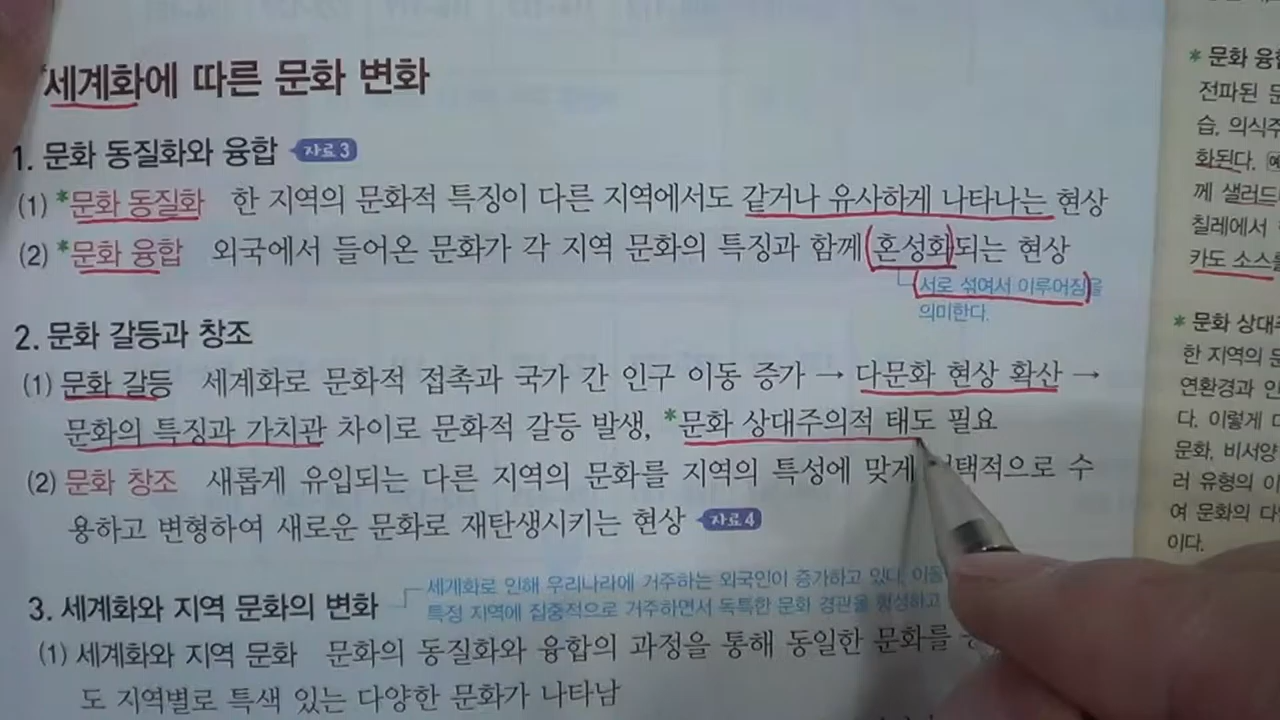 세계화에 따른 문화 변화
1. 문화 동질화와 융합 자료3
(1) *문화 동질화 한 지역의 문화적 특징이 다른 지역에서도 같거나 유사하게 나타나는 현상
(2) *문화 융합 외국에서 들어온 문화가 각 지역 문화의 특징과 함께 혼성화되는 현상
서로 섞여서 이루어짐을
의미한다.
2. 문화 갈등과 창조
(1) 문화 갈등 세계화로 문화적 접촉과 국가 간 인구 이동 증가 → 다문화 현상 확산 →
문화의 특징과 가치관 차이로 문화적 갈등 발생, *문화 상대주의적 태도 필요
(2) 문화 창조 새롭게 유입되는 다른 지역의 문화를 지역의 특성에 맞게 택적으로 수
용하고 변형하여 새로운 문화로 재탄생시키는 현상 자료4
세계화로 인해 우리나라에 거주하는 외국인이 증가하고 있다.
3. 세계화와 지역 문화의 변화
특정 지역에 집중적으로 거주하면서 독특한 문화 경관을 형성하고
(1) 세계화와 지역 문화 문화의 동질화와 융합의 과정을 통해 동일한 문화를
도 지역별로 특색 있는 다양한 문화가 나타남
* 문화 융합
전파된 문
습, 의식주
화된다. 예
께 샐러드
칠레에서
카도 소스를
* 문화 상대주
한 지역의 문
연환경과 인
다. 이렇게 다
문화, 비서양
러 유형의 이
여 문화의 다
이다.